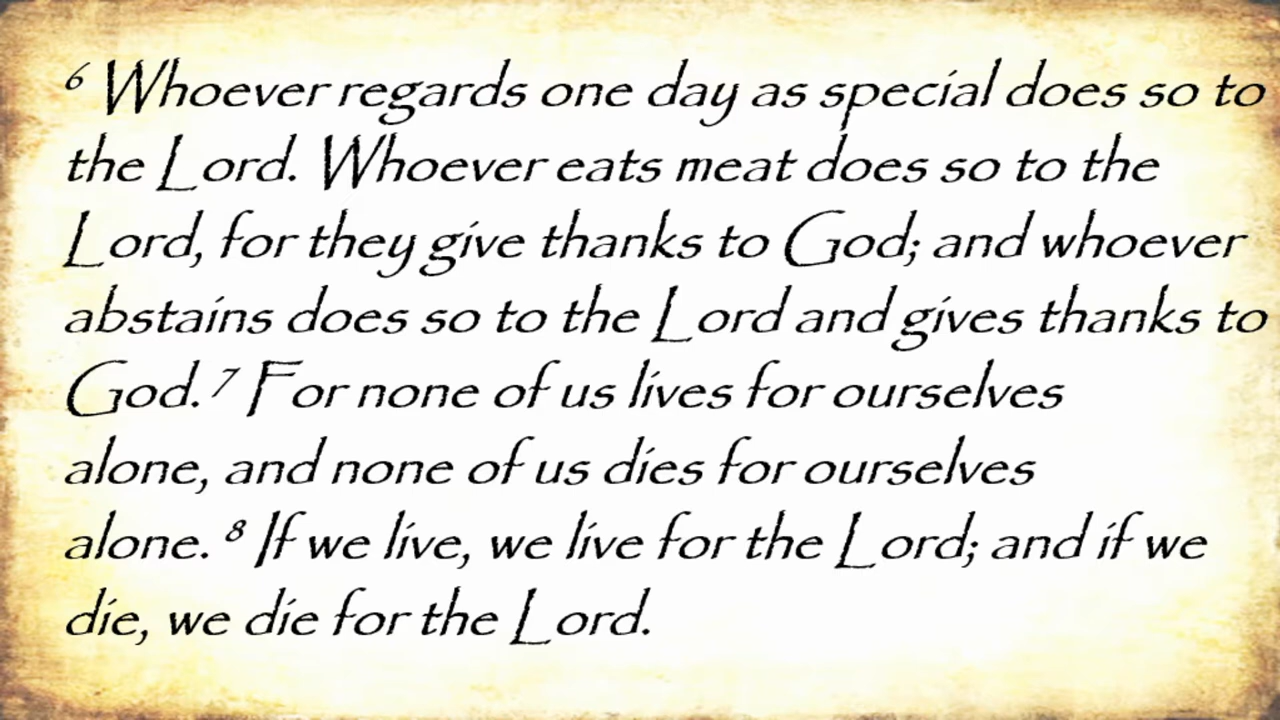 ⁶ Whoever regards one day as special does so to
the Lord. Whoever eats meat does so to the
Lord, for they give thanks to God; and whoever
abstains does so to the Lord and gives thanks to
God. ⁷ For none of us lives for ourselves
alone, and none of us dies for ourselves
alone. ⁸ If we live, we live for the Lord; and if we
die, we die for the Lord.